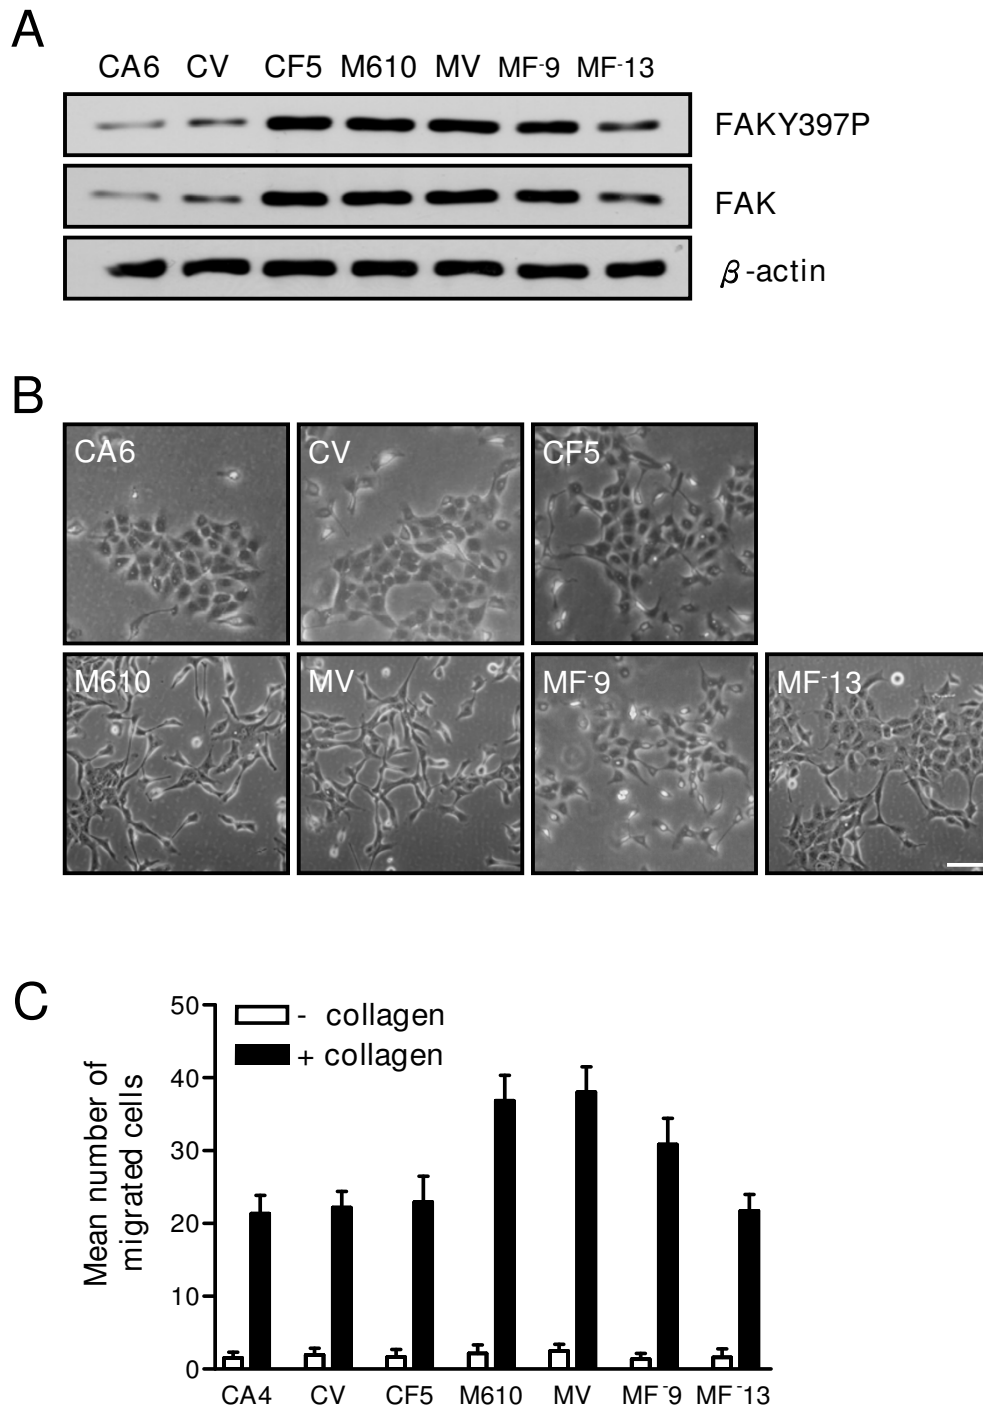 A
CA6 CV CF5 M610 MV MF-9 MF-13
FAKY397P
FAK
β-actin
B
CA6 CV CF5
M610 MV MF-9 MF-13
C
Mean number of
migrated cells
50
40
30
20
10
0
- collagen
+ collagen
CA4 CV CF5 M610 MV MF-9 MF-13